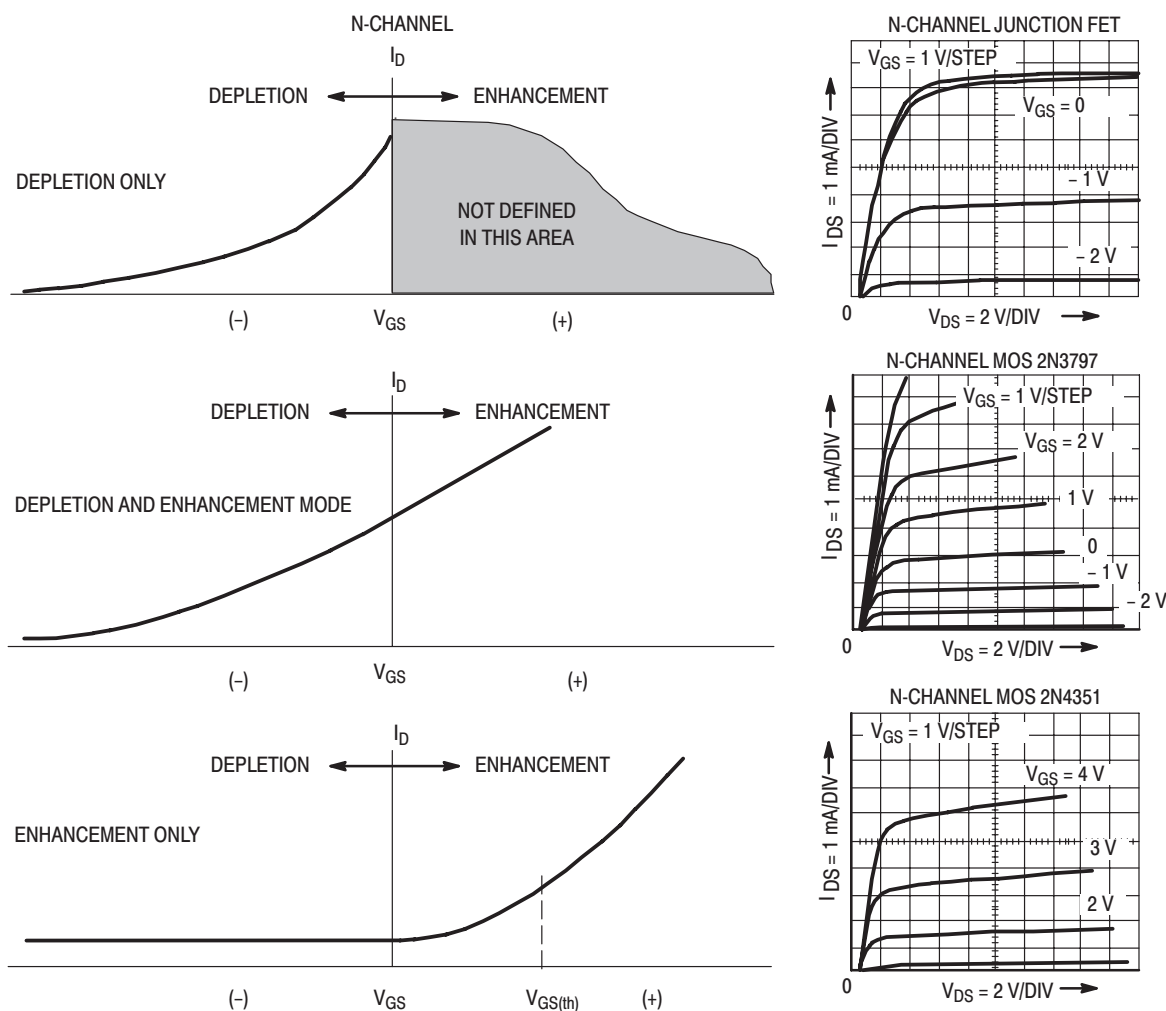 N-CHANNEL
I_D
DEPLETION ENHANCEMENT
DEPLETION ONLY
NOT DEFINED
IN THIS AREA
(–) V_GS (+)
N-CHANNEL JUNCTION FET
V_GS = 1 V/STEP
V_GS = 0
– 1 V
– 2 V
I_DS = 1 mA/DIV
0
V_DS = 2 V/DIV
I_D
DEPLETION ENHANCEMENT
DEPLETION AND ENHANCEMENT MODE
(–) V_GS (+)
N-CHANNEL MOS 2N3797
V_GS = 1 V/STEP
V_GS = 2 V
1 V
0
– 1 V
– 2 V
I_DS = 1 mA/DIV
0
V_DS = 2 V/DIV
I_D
DEPLETION ENHANCEMENT
ENHANCEMENT ONLY
(–) V_GS V_GS(th) (+)
N-CHANNEL MOS 2N4351
V_GS = 1 V/STEP
V_GS = 4 V
3 V
2 V
I_DS = 1 mA/DIV
0
V_DS = 2 V/DIV